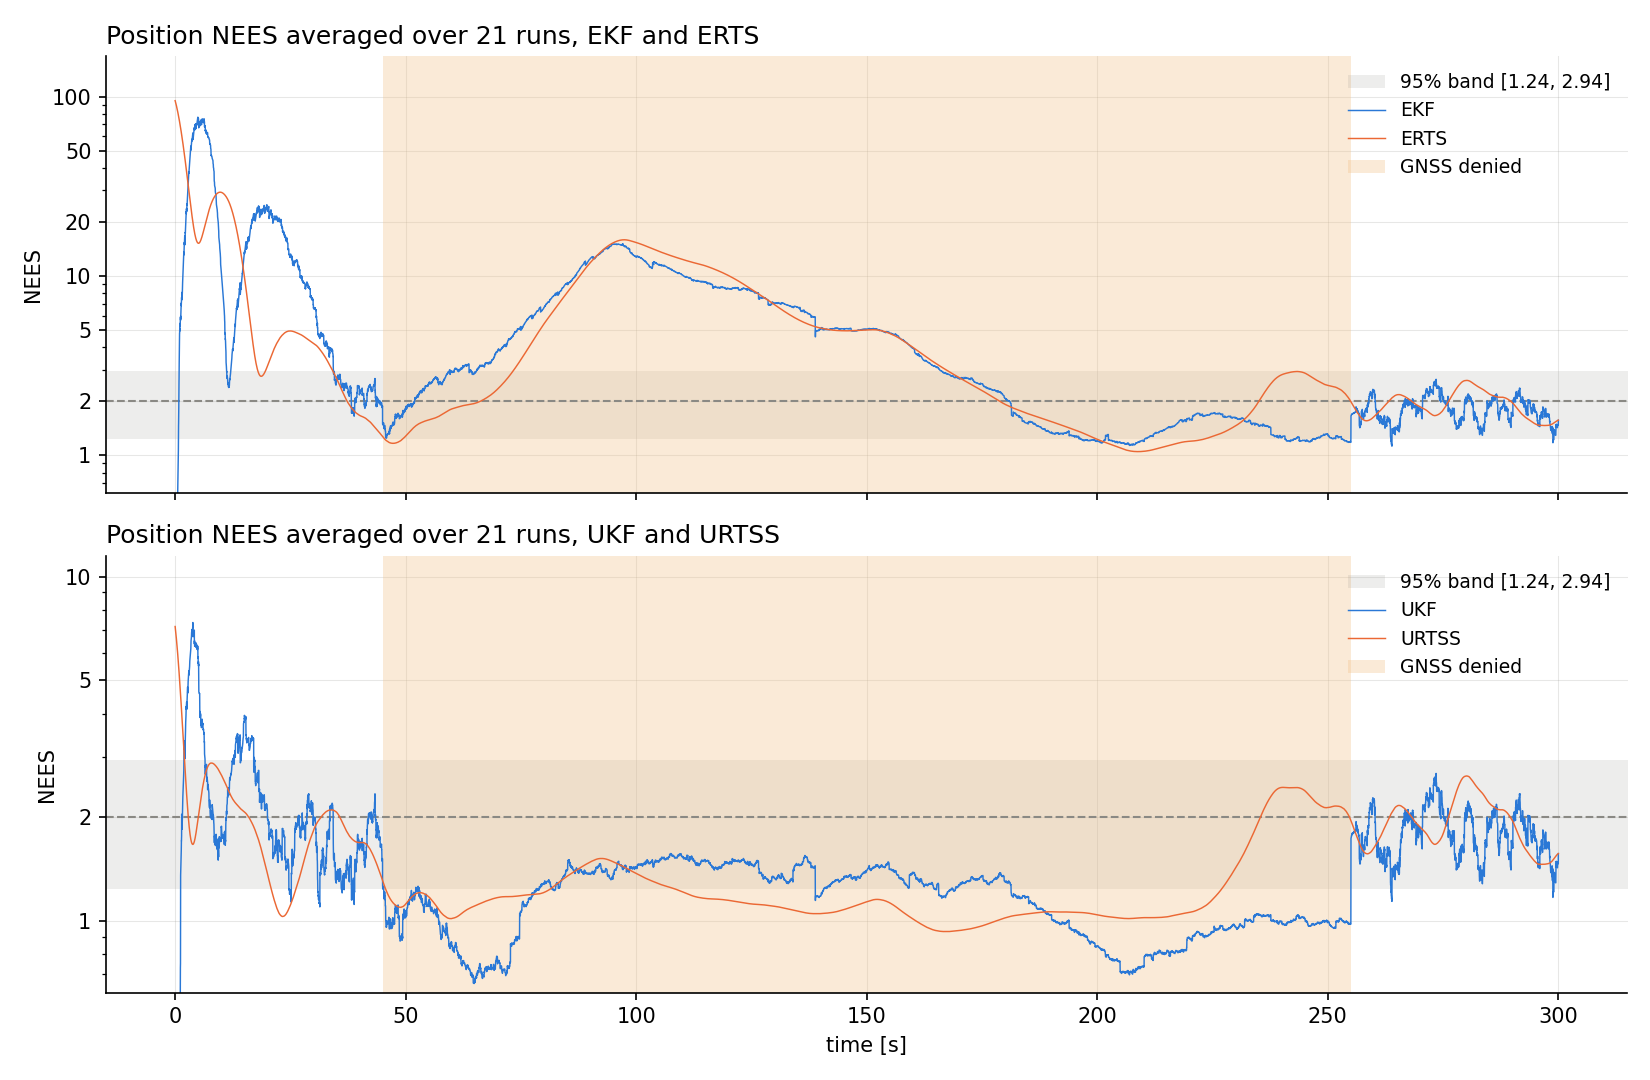 Position NEES averaged over 21 runs, EKF and ERTS
95% band [1.24, 2.94]
EKF
ERTS
GNSS denied
100
50
20
10
5
2
1
NEES
Position NEES averaged over 21 runs, UKF and URTSS
95% band [1.24, 2.94]
UKF
URTSS
GNSS denied
10
5
2
1
NEES
0 50 100 150 200 250 300
time [s]